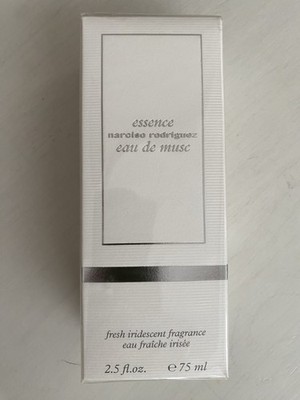 essence
narciso rodriguez
eau de musc
fresh iridescent fragrance
eau fraîche irisée
2.5 fl.oz. ℮ 75 ml